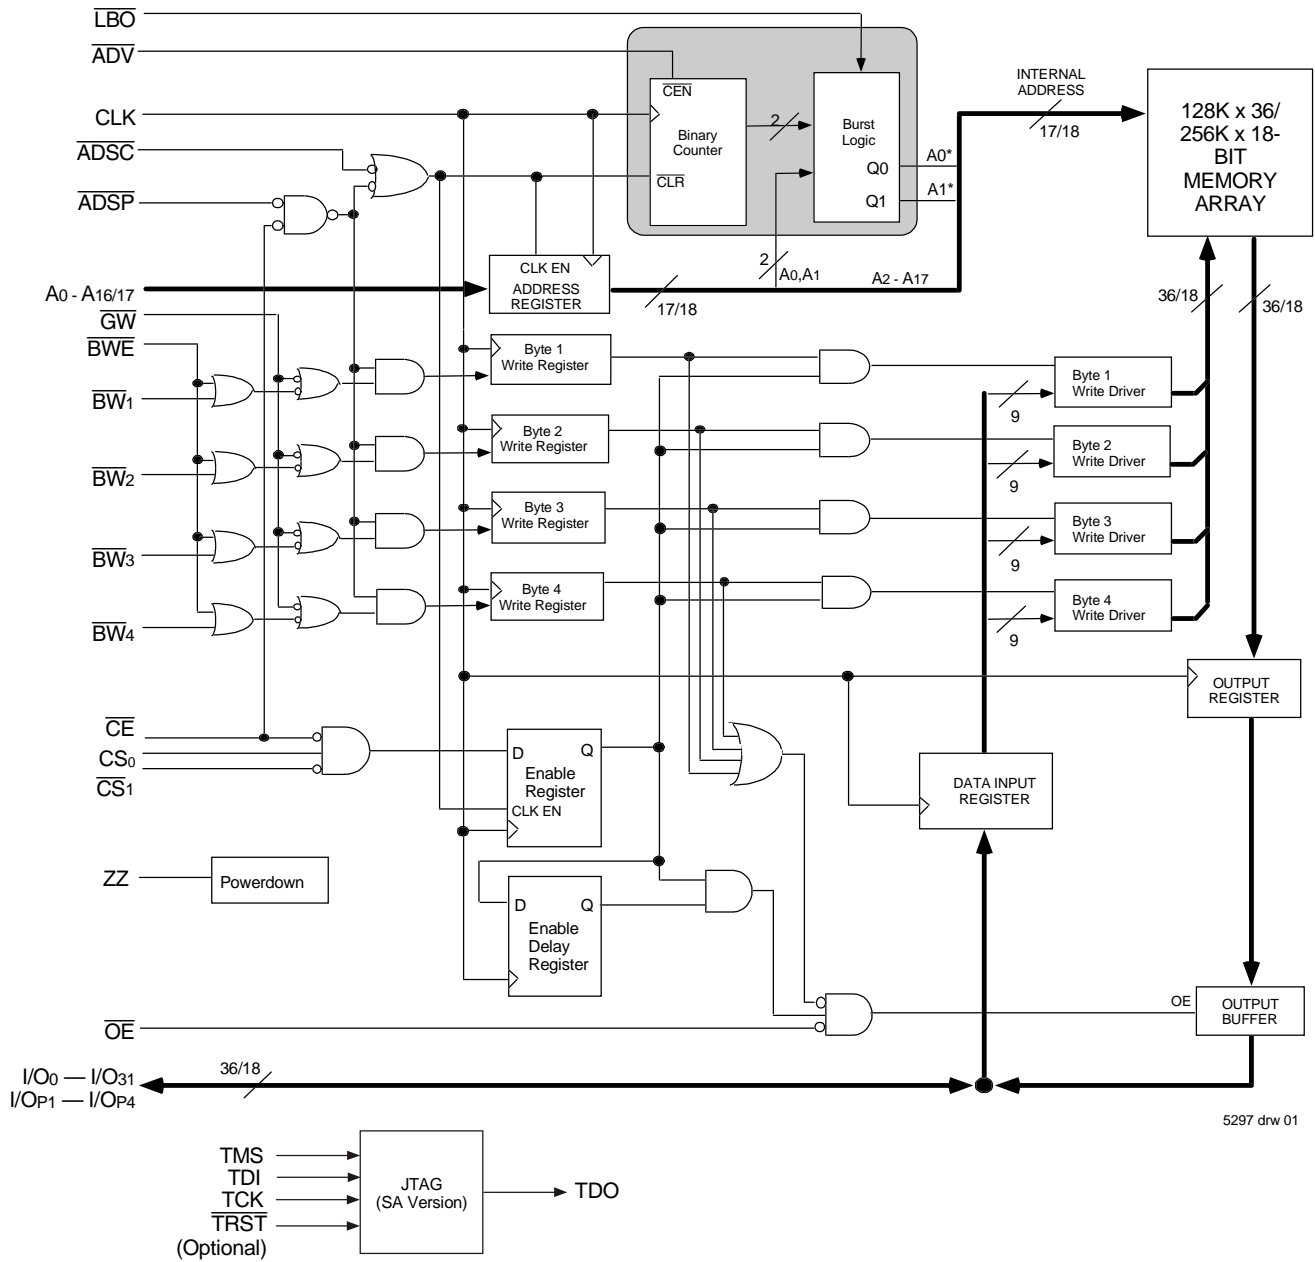 LBO
ADV
CLK
ADSC
ADSP
CEN
Binary
Counter
CLR
2
Burst
Logic
Q0
Q1
A0*
A1*
INTERNAL
ADDRESS
17/18
128K x 36/
256K x 18-
BIT
MEMORY
ARRAY
A0 - A16/17
CLK EN
ADDRESS
REGISTER
17/18
2
A0,A1
A2 - A17
36/18
36/18
GW
BWE
BW1
BW2
BW3
BW4
Byte 1
Write Register
Byte 2
Write Register
Byte 3
Write Register
Byte 4
Write Register
9
Byte 1
Write Driver
9
Byte 2
Write Driver
9
Byte 3
Write Driver
9
Byte 4
Write Driver
OUTPUT
REGISTER
CE
CS0
CS1
D
Q
Enable
Register
CLK EN
DATA INPUT
REGISTER
ZZ
Powerdown
D
Q
Enable
Delay
Register
OE
OE
OUTPUT
BUFFER
I/O0 — I/O31
I/OP1 — I/OP4
36/18
5297 drw 01
TMS
TDI
TCK
TRST
(Optional)
JTAG
(SA Version)
TDO